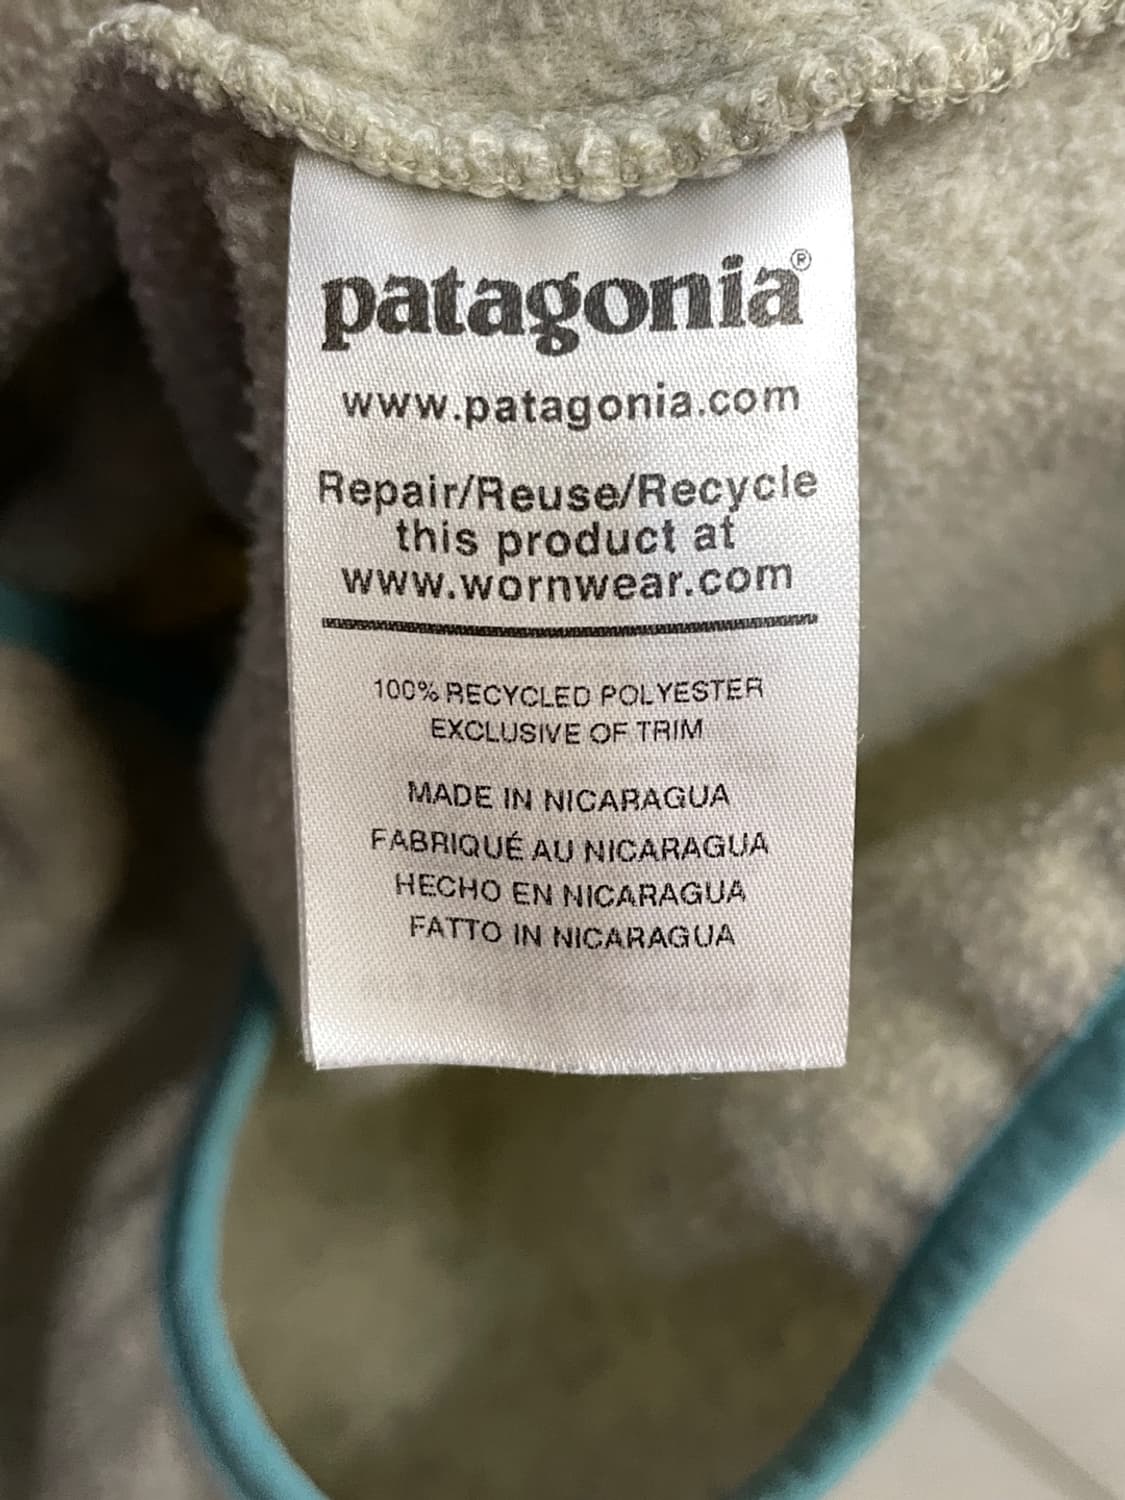 patagonia®
www.patagonia.com
Repair/Reuse/Recycle
this product at
www.wornwear.com
100% RECYCLED POLYESTER
EXCLUSIVE OF TRIM
MADE IN NICARAGUA
FABRIQUÉ AU NICARAGUA
HECHO EN NICARAGUA
FATTO IN NICARAGUA